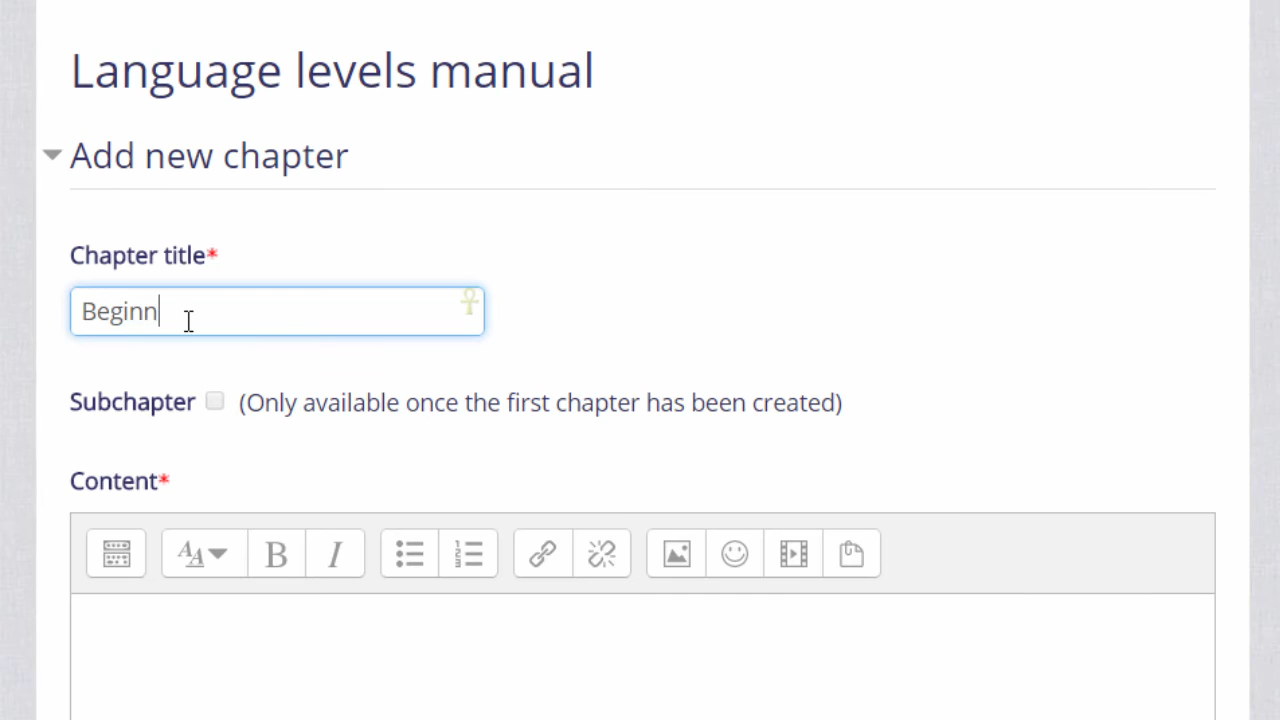 Language levels manual
Add new chapter
Chapter title*
Beginn
Subchapter (Only available once the first chapter has been created)
Content*